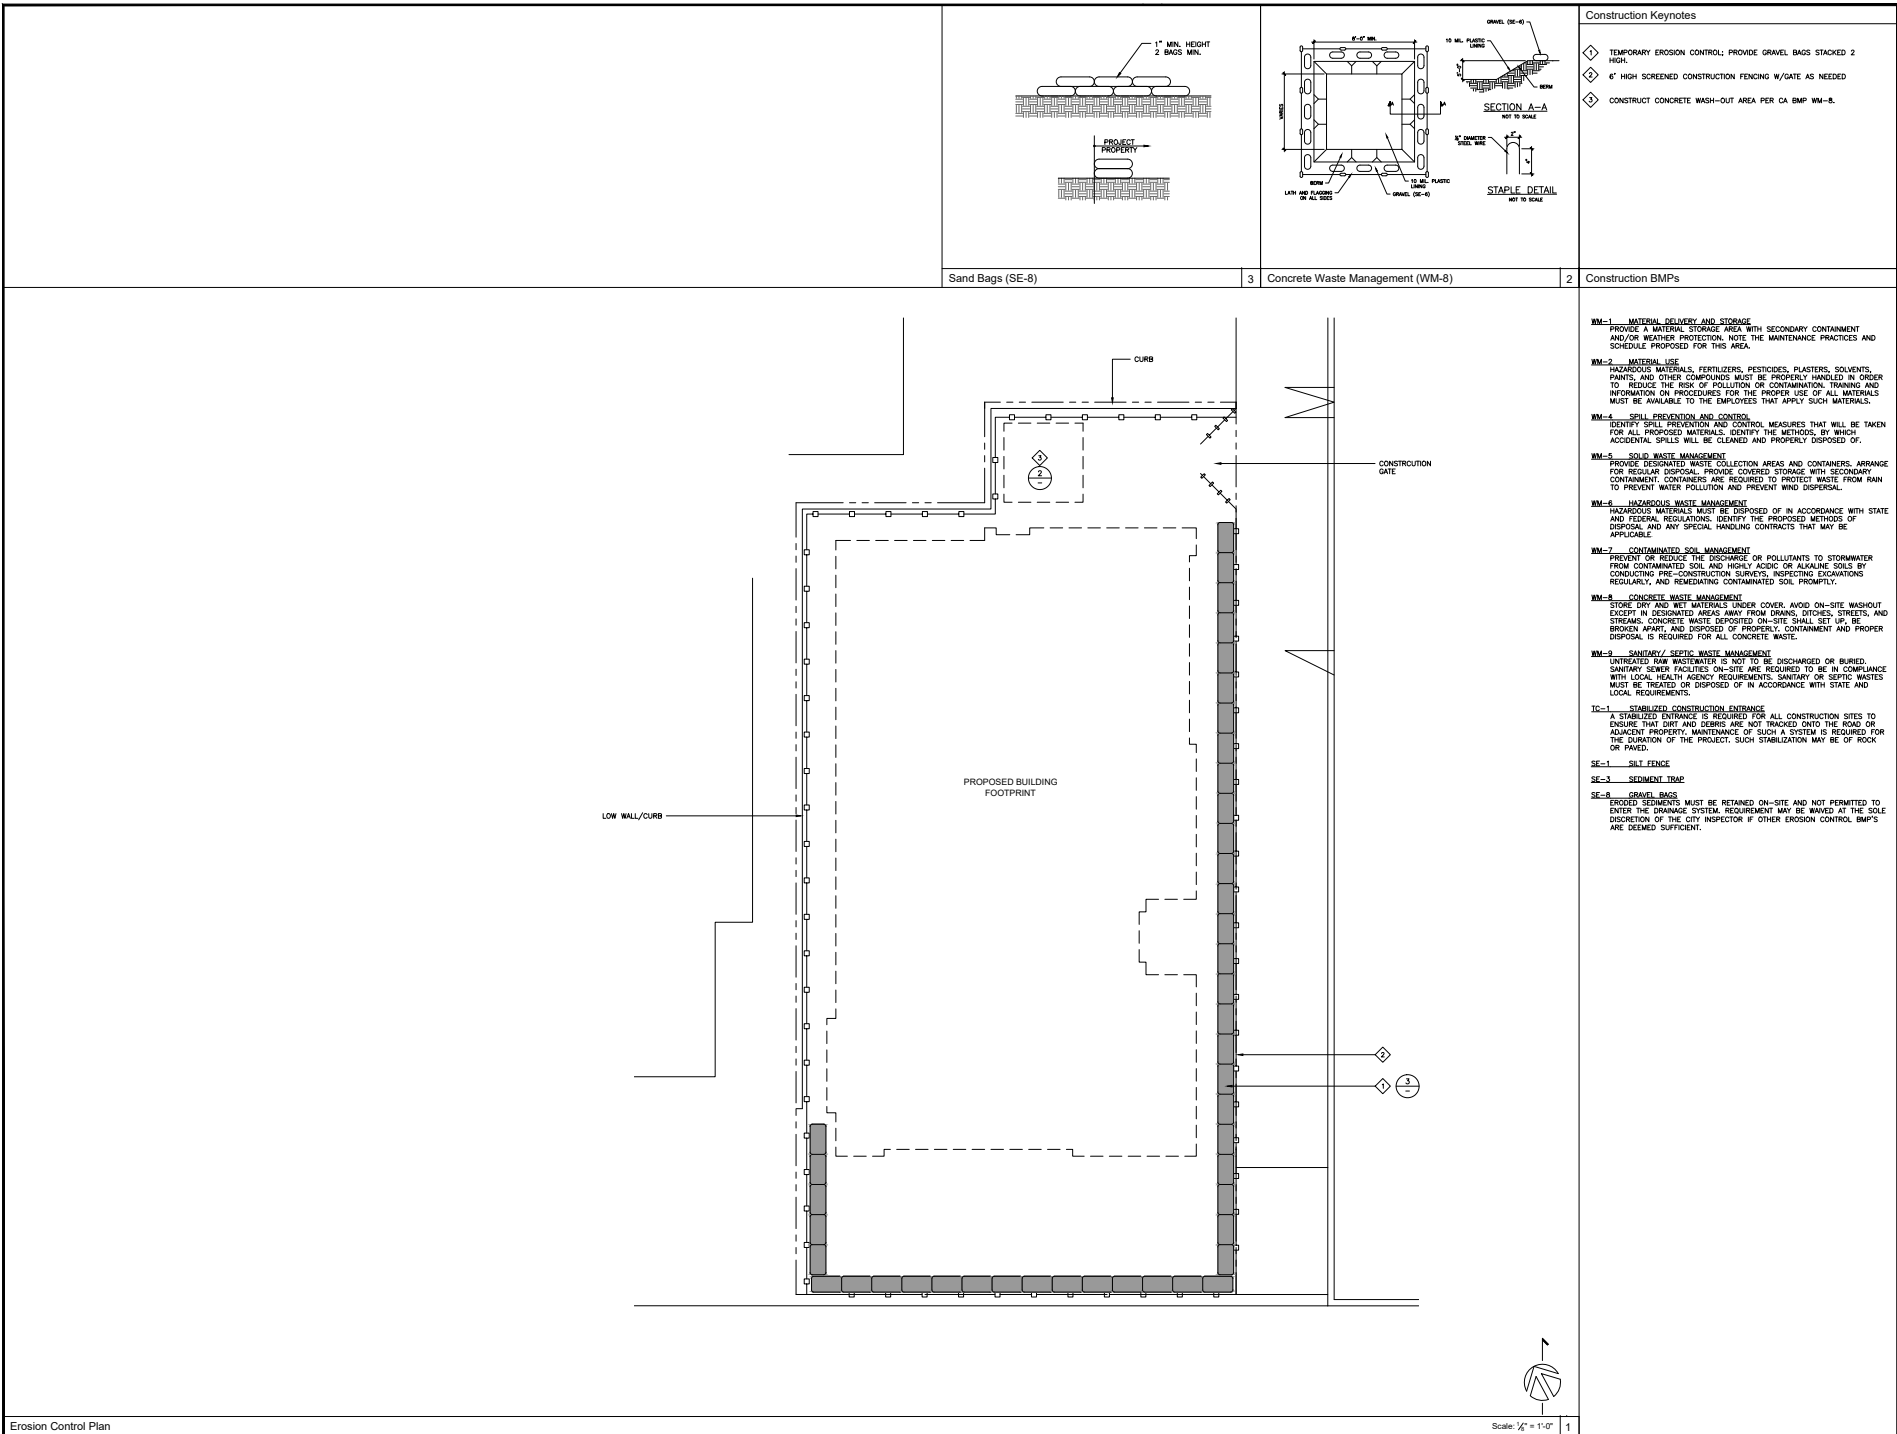 1" MIN. HEIGHT
2 BAGS MIN.
PROJECT
PROPERTY
Sand Bags (SE-8)
3
6'-0" MIN.
VARIES
A
A
BERM
10 MIL. PLASTIC
LINING
LATH AND FLAGGING
ON ALL SIDES
GRAVEL (SE-6)
GRAVEL (SE-6)
10 MIL. PLASTIC
LINING
BERM
SECTION A-A
NOT TO SCALE
DIAMETER
STEEL WIRE
2"
4"
STAPLE DETAIL
NOT TO SCALE
Concrete Waste Management (WM-8)
2
Construction Keynotes
1 TEMPORARY EROSION CONTROL; PROVIDE GRAVEL BAGS STACKED 2
HIGH.
2 6' HIGH SCREENED CONSTRUCTION FENCING W/GATE AS NEEDED
3 CONSTRUCT CONCRETE WASH-OUT AREA PER CA BMP WM-8.
Construction BMPs
WM-1 MATERIAL DELIVERY AND STORAGE
PROVIDE A MATERIAL STORAGE AREA WITH SECONDARY CONTAINMENT
AND/OR WEATHER PROTECTION. NOTE THE MAINTENANCE PRACTICES AND
SCHEDULE PROPOSED FOR THIS AREA.
WM-2 MATERIAL USE
HAZARDOUS MATERIALS, FERTILIZERS, PESTICIDES, PLASTERS, SOLVENTS,
PAINTS, AND OTHER COMPOUNDS MUST BE PROPERLY HANDLED IN ORDER
TO REDUCE THE RISK OF POLLUTION OR CONTAMINATION. TRAINING AND
INFORMATION ON PROCEDURES FOR THE PROPER USE OF ALL MATERIALS
MUST BE AVAILABLE TO THE EMPLOYEES THAT APPLY SUCH MATERIALS.
WM-4 SPILL PREVENTION AND CONTROL
IDENTIFY SPILL PREVENTION AND CONTROL MEASURES THAT WILL BE TAKEN
FOR ALL PROPOSED MATERIALS. IDENTIFY THE METHODS, BY WHICH
ACCIDENTAL SPILLS WILL BE CLEANED AND PROPERLY DISPOSED OF.
WM-5 SOLID WASTE MANAGEMENT
PROVIDE DESIGNATED WASTE COLLECTION AREAS AND CONTAINERS. ARRANGE
FOR REGULAR DISPOSAL. PROVIDE COVERED STORAGE WITH SECONDARY
CONTAINMENT. CONTAINERS ARE REQUIRED TO PROTECT WASTE FROM RAIN
TO PREVENT WATER POLLUTION AND PREVENT WIND DISPERSAL.
WM-6 HAZARDOUS WASTE MANAGEMENT
HAZARDOUS MATERIALS MUST BE DISPOSED OF IN ACCORDANCE WITH STATE
AND FEDERAL REGULATIONS. IDENTIFY THE PROPOSED METHODS OF
DISPOSAL AND ANY SPECIAL HANDLING CONTRACTS THAT MAY BE
APPLICABLE
WM-7 CONTAMINATED SOIL MANAGEMENT
PREVENT OR REDUCE THE DISCHARGE OR POLLUTANTS TO STORMWATER
FROM CONTAMINATED SOIL AND HIGHLY ACIDIC OR ALKALINE SOILS BY
CONDUCTING PRE-CONSTRUCTION SURVEYS, INSPECTING EXCAVATIONS
REGULARLY, AND REMEDIATING CONTAMINATED SOIL PROMPTLY.
WM-8 CONCRETE WASTE MANAGEMENT
STORE DRY AND WET MATERIALS UNDER COVER. AVOID ON-SITE WASHOUT
EXCEPT IN DESIGNATED AREAS AWAY FROM DRAINS, DITCHES, STREETS, AND
STREAMS. CONCRETE WASTE DEPOSITED ON-SITE SHALL SET UP, BE
BROKEN APART, AND DISPOSED OF PROPERLY. CONTAINMENT AND PROPER
DISPOSAL IS REQUIRED FOR ALL CONCRETE WASTE.
WM-9 SANITARY/ SEPTIC WASTE MANAGEMENT
UNTREATED RAW WASTEWATER IS NOT TO BE DISCHARGED OR BURIED.
SANITARY SEWER FACILITIES ON-SITE ARE REQUIRED TO BE IN COMPLIANCE
WITH LOCAL HEALTH AGENCY REQUIREMENTS. SANITARY OR SEPTIC WASTES
MUST BE TREATED OR DISPOSED OF IN ACCORDANCE WITH STATE AND
LOCAL REQUIREMENTS.
TC-1 STABILIZED CONSTRUCTION ENTRANCE
A STABILIZED ENTRANCE IS REQUIRED FOR ALL CONSTRUCTION SITES TO
ENSURE THAT DIRT AND DEBRIS ARE NOT TRACKED ONTO THE ROAD OR
ADJACENT PROPERTY. MAINTENANCE OF SUCH A SYSTEM IS REQUIRED FOR
THE DURATION OF THE PROJECT. SUCH STABILIZATION MAY BE OF ROCK
OR PAVED.
SE-1 SILT FENCE
SE-3 SEDIMENT TRAP
SE-8 GRAVEL BAGS
ERODED SEDIMENTS MUST BE RETAINED ON-SITE AND NOT PERMITTED TO
ENTER THE DRAINAGE SYSTEM. REQUIREMENT MAY BE WAIVED AT THE SOLE
DISCRETION OF THE CITY INSPECTOR IF OTHER EROSION CONTROL BMP'S
ARE DEEMED SUFFICIENT.
CURB
3
2
-
CONSTRCUTION
GATE
PROPOSED BUILDING
FOOTPRINT
LOW WALL/CURB
2
1
3
-
Erosion Control Plan
Scale: ⅛" = 1'-0"
1